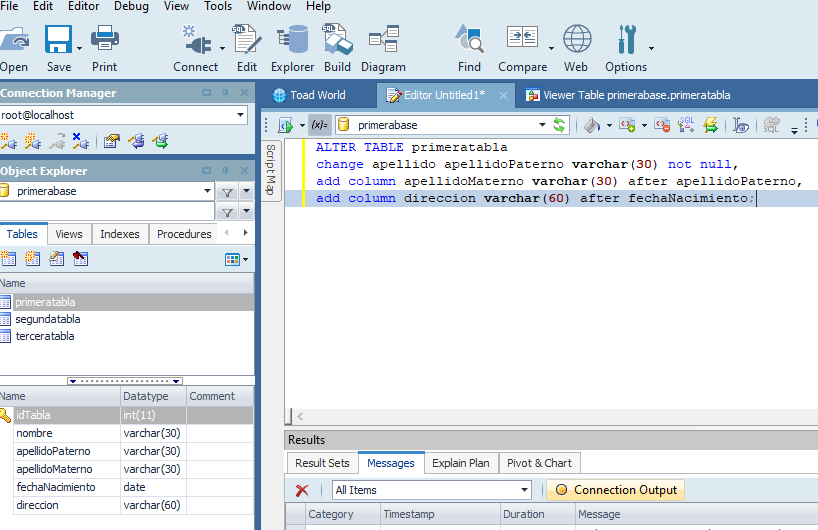 File Edit Editor Debug View Tools Window Help
Open Save Print Connect Edit Explorer Build Diagram Find Compare Web Options
Connection Manager
root@localhost
Object Explorer
primerabase
Tables Views Indexes Procedures
Name
primeratabla
segundatabla
terceratabla
Name Datatype Comment
idTabla int(11)
nombre varchar(30)
apellidoPaterno varchar(30)
apellidoMaterno varchar(30)
fechaNacimiento date
direccion varchar(60)
Toad World Editor Untitled1* Viewer Table primerabase.primeratabla
(x)= primerabase
Script Map
ALTER TABLE primeratabla
change apellido apellidoPaterno varchar(30) not null,
add column apellidoMaterno varchar(30) after apellidoPaterno,
add column direccion varchar(60) after fechaNacimiento;
Results
Result Sets Messages Explain Plan Pivot & Chart
All Items Connection Output
Category Timestamp Duration Message